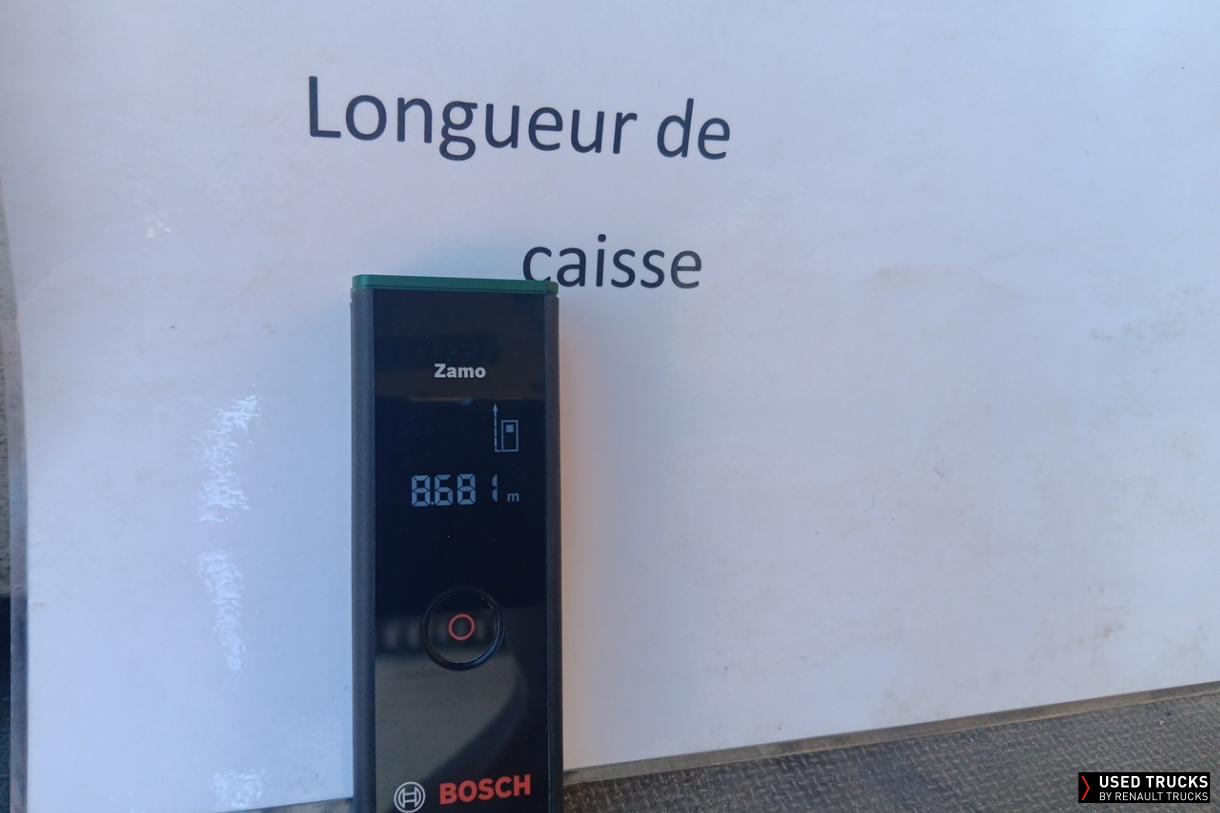 Longueur de
caisse
Zamo
8.681 m
BOSCH
USED TRUCKS
BY RENAULT TRUCKS